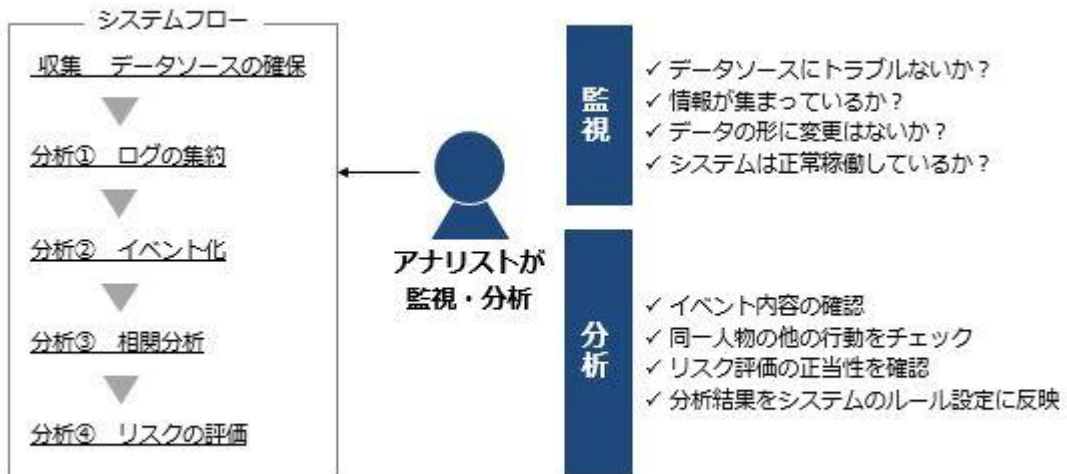 システムフロー
収集　データソースの確保
分析①　ログの集約
分析②　イベント化
分析③　相関分析
分析④　リスクの評価
アナリストが
監視・分析
監視
✓ データソースにトラブルないか？
✓ 情報が集まっているか？
✓ データの形に変更はないか？
✓ システムは正常稼働しているか？
分析
✓ イベント内容の確認
✓ 同一人物の他の行動をチェック
✓ リスク評価の正当性を確認
✓ 分析結果をシステムのルール設定に反映